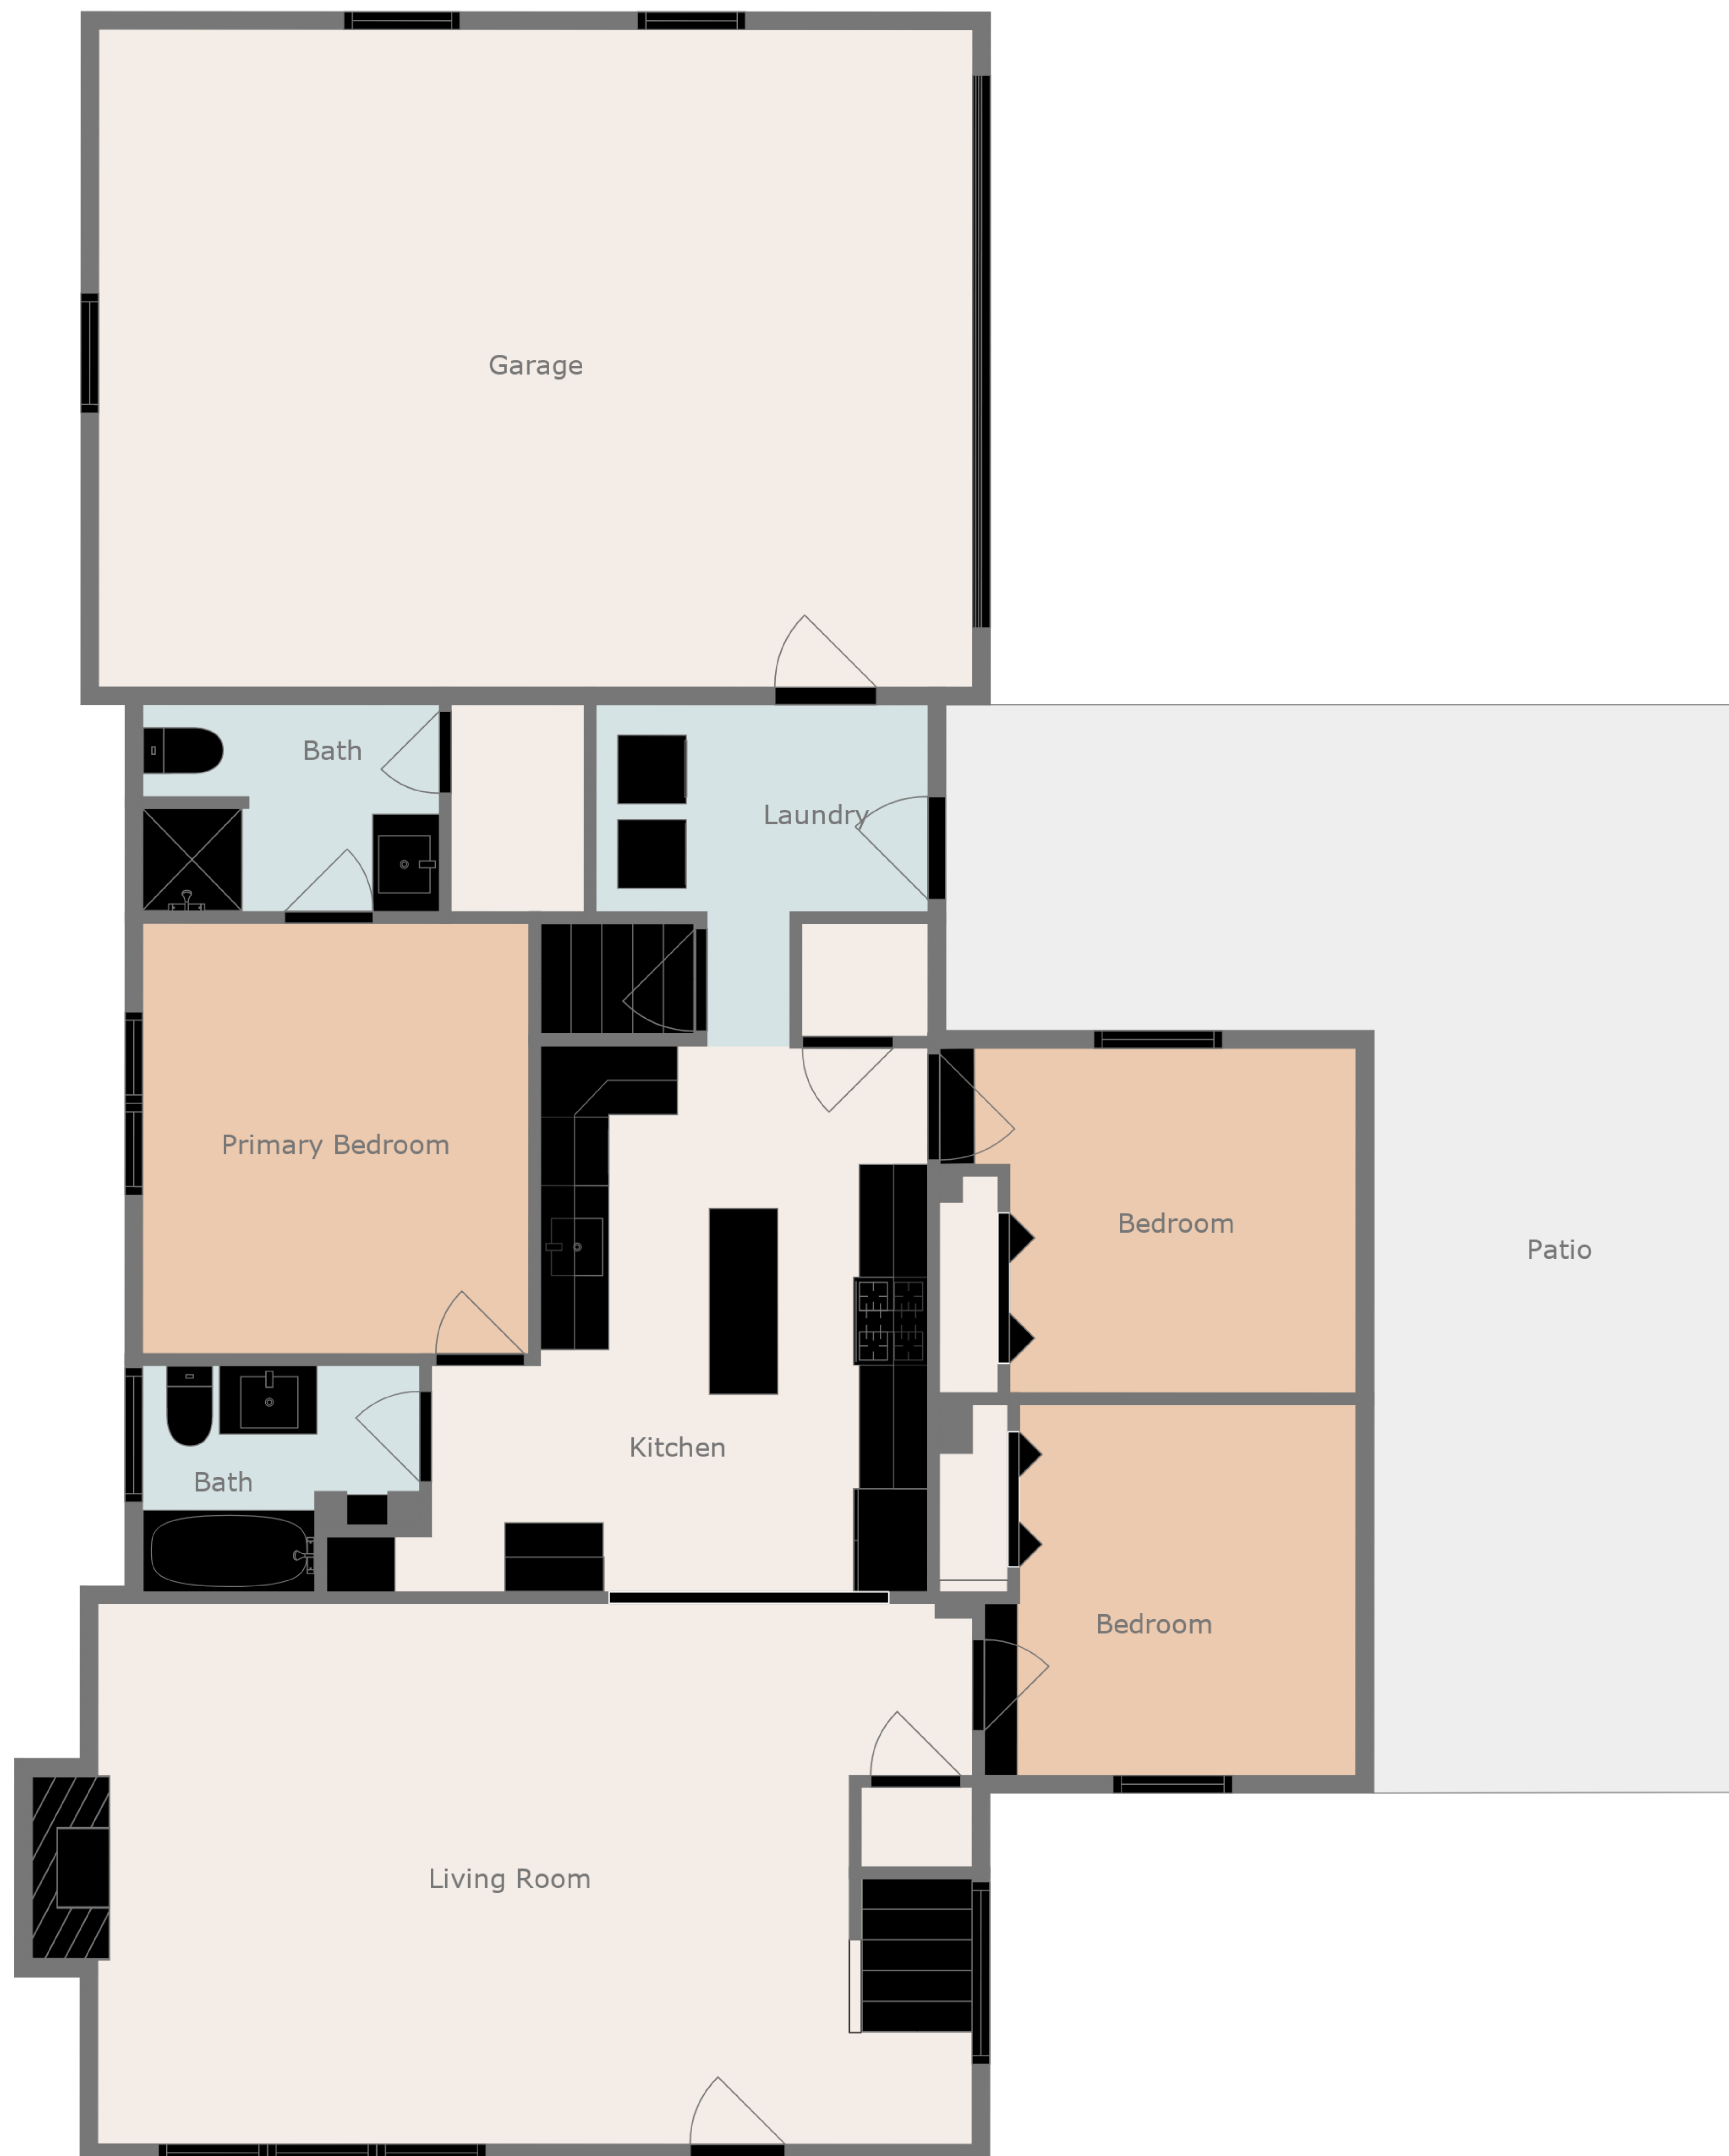 Garage
Bath
Laundry
Primary Bedroom
Bedroom
Patio
Kitchen
Bath
Bedroom
Living Room